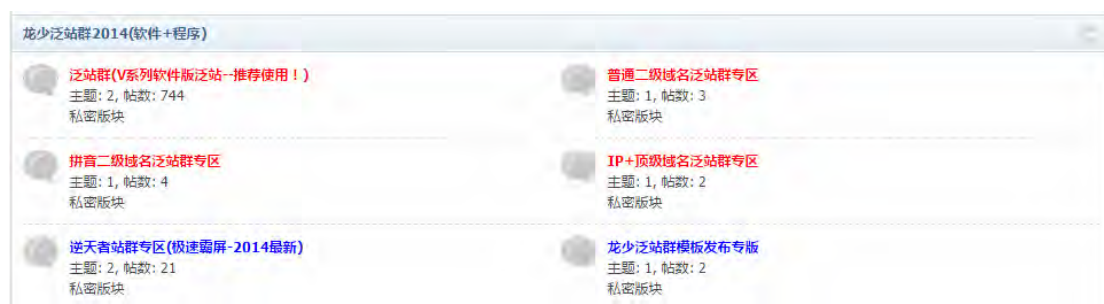 龙少泛站群2014(软件+程序)
泛站群(V系列软件版泛站--推荐使用！)
主题: 2, 帖数: 744
私密版块
普通二级域名泛站群专区
主题: 1, 帖数: 3
私密版块
拼音二级域名泛站群专区
主题: 1, 帖数: 4
私密版块
IP+顶级域名泛站群专区
主题: 1, 帖数: 2
私密版块
逆天者站群专区(极速霸屏-2014最新)
主题: 2, 帖数: 21
私密版块
龙少泛站群模板发布专版
主题: 1, 帖数: 2
私密版块